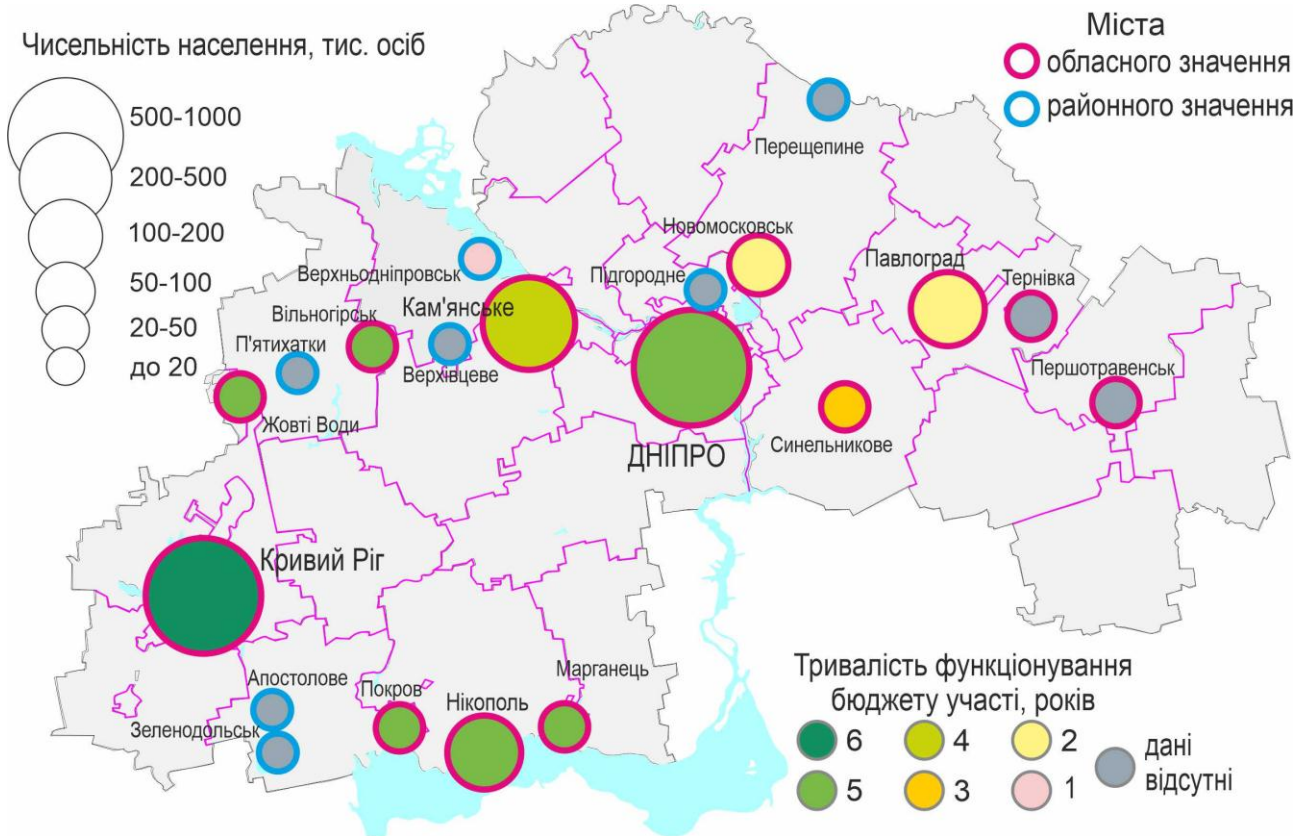 Чисельність населення, тис. осіб
500-1000
200-500
100-200
50-100
20-50
до 20
Міста
обласного значення
районного значення
Перещепине
Новомосковськ
Підгородне
Павлоград
Тернівка
Верхньодніпровськ
Кам'янське
Вільногірськ
П'ятихатки
Верхівцеве
Жовті Води
Першотравенськ
Синельникове
ДНІПРО
Кривий Ріг
Апостолове
Зеленодольськ
Покров
Нікополь
Марганець
Тривалість функціонування
бюджету участі, років
6
4
2
5
3
1
дані
відсутні